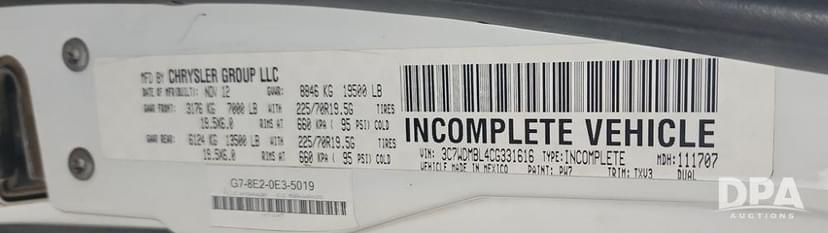 MFD BY CHRYSLER GROUP LLC
DATE OF MFR(BUILT): NOV 12 GVWR: 8846 KG 19500 LB
GAWR FRONT: 3176 KG 7000 LB WITH 225/70R19.5G TIRES
19.5X6.0 RIMS AT 660 KPA ( 95 PSI) COLD
GAWR REAR: 6124 KG 13500 LB WITH 225/70R19.5G TIRES
19.5X6.0 RIMS AT 660 KPA ( 95 PSI) COLD
INCOMPLETE VEHICLE
VIN: 3C7WDMBL4CG331616 TYPE:INCOMPLETE MDH:111707
VEHICLE MADE IN MEXICO PAINT: PW7 TRIM: TXV3 DUAL
G7-8E2-0E3-5019
DPA
AUCTIONS